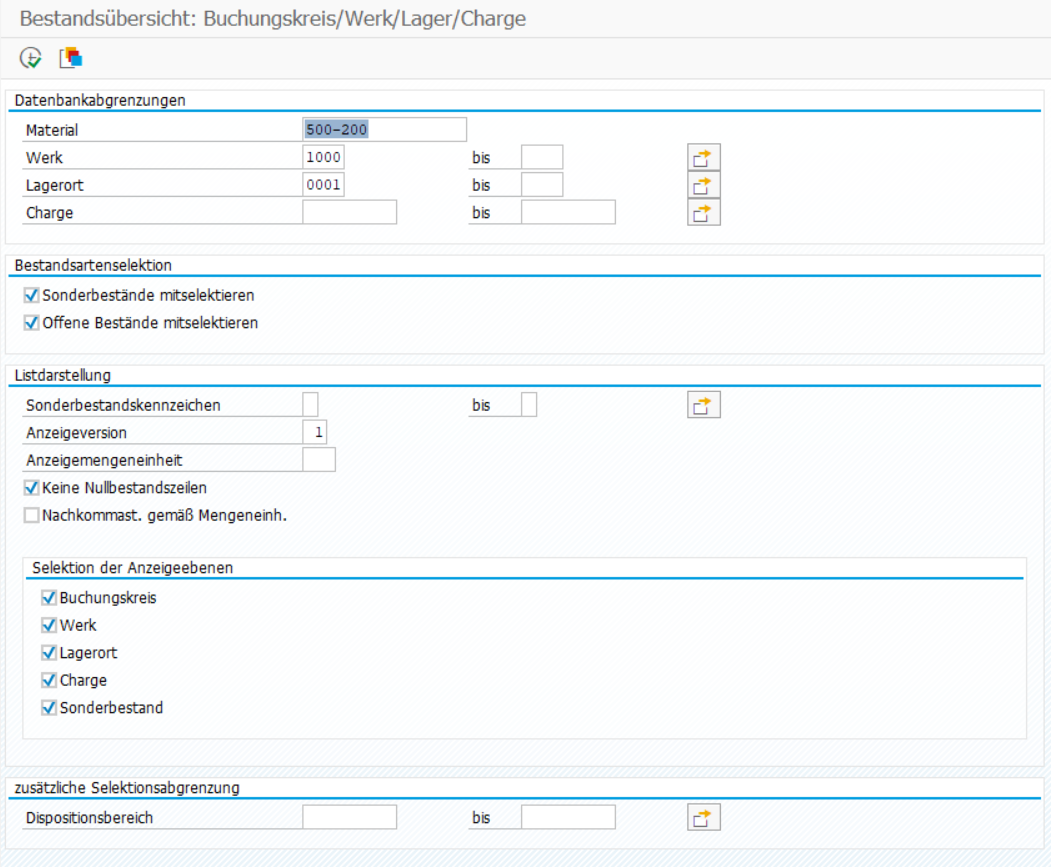 Bestandsübersicht: Buchungskreis/Werk/Lager/Charge
Datenbankabgrenzungen
Material 500-200
Werk 1000 bis
Lagerort 0001 bis
Charge bis
Bestandsartenselektion
Sonderbestände mitselektieren
Offene Bestände mitselektieren
Listdarstellung
Sonderbestandskennzeichen bis
Anzeigeversion 1
Anzeigemengeneinheit
Keine Nullbestandszeilen
Nachkommast. gemäß Mengeneinh.
Selektion der Anzeigeebenen
Buchungskreis
Werk
Lagerort
Charge
Sonderbestand
zusätzliche Selektionsabgrenzung
Dispositionsbereich bis